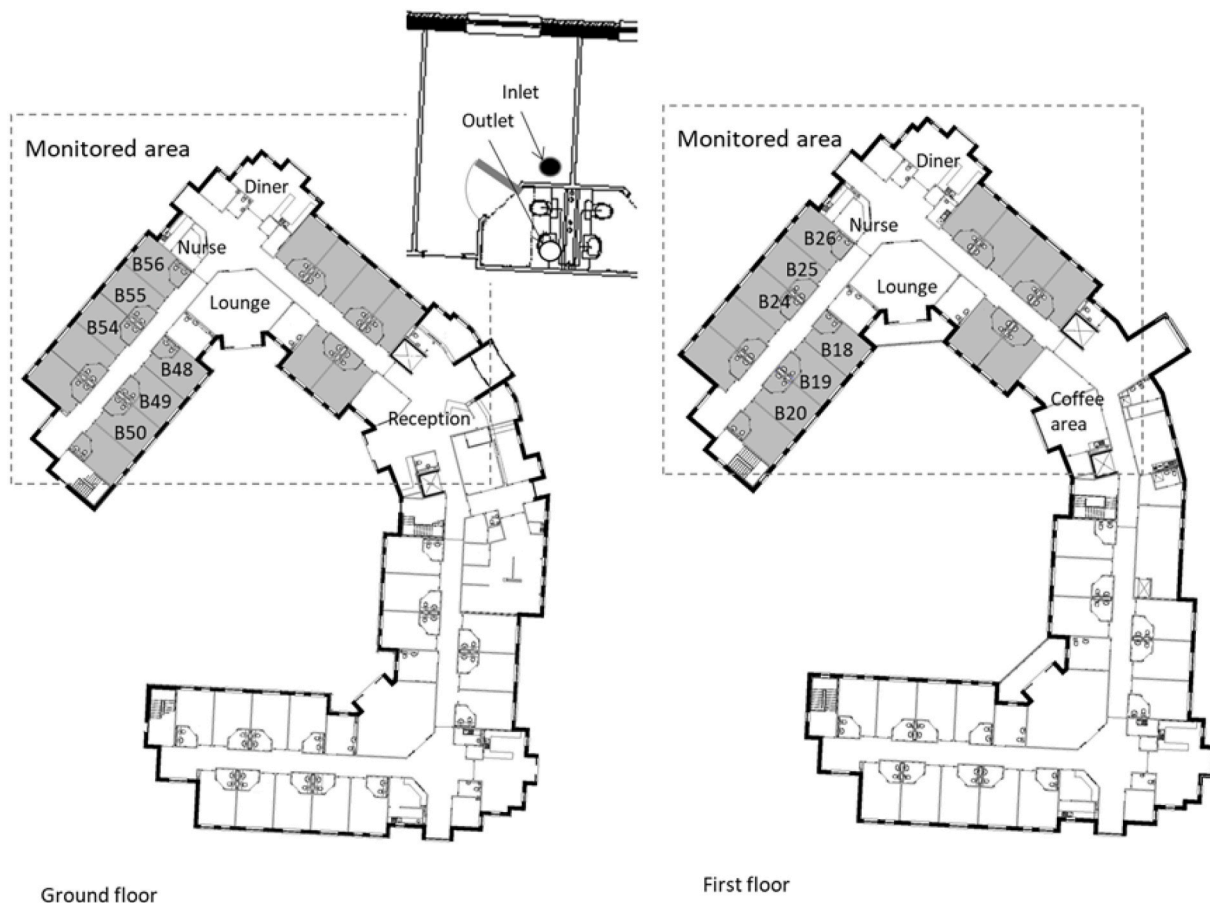 Inlet
Outlet
Monitored area
Diner
Nurse
B56
B55
B54
Lounge
B48
B49
B50
Reception
Ground floor
Monitored area
Diner
Nurse
B26
B25
B24
Lounge
B18
B19
B20
Coffee
area
First floor